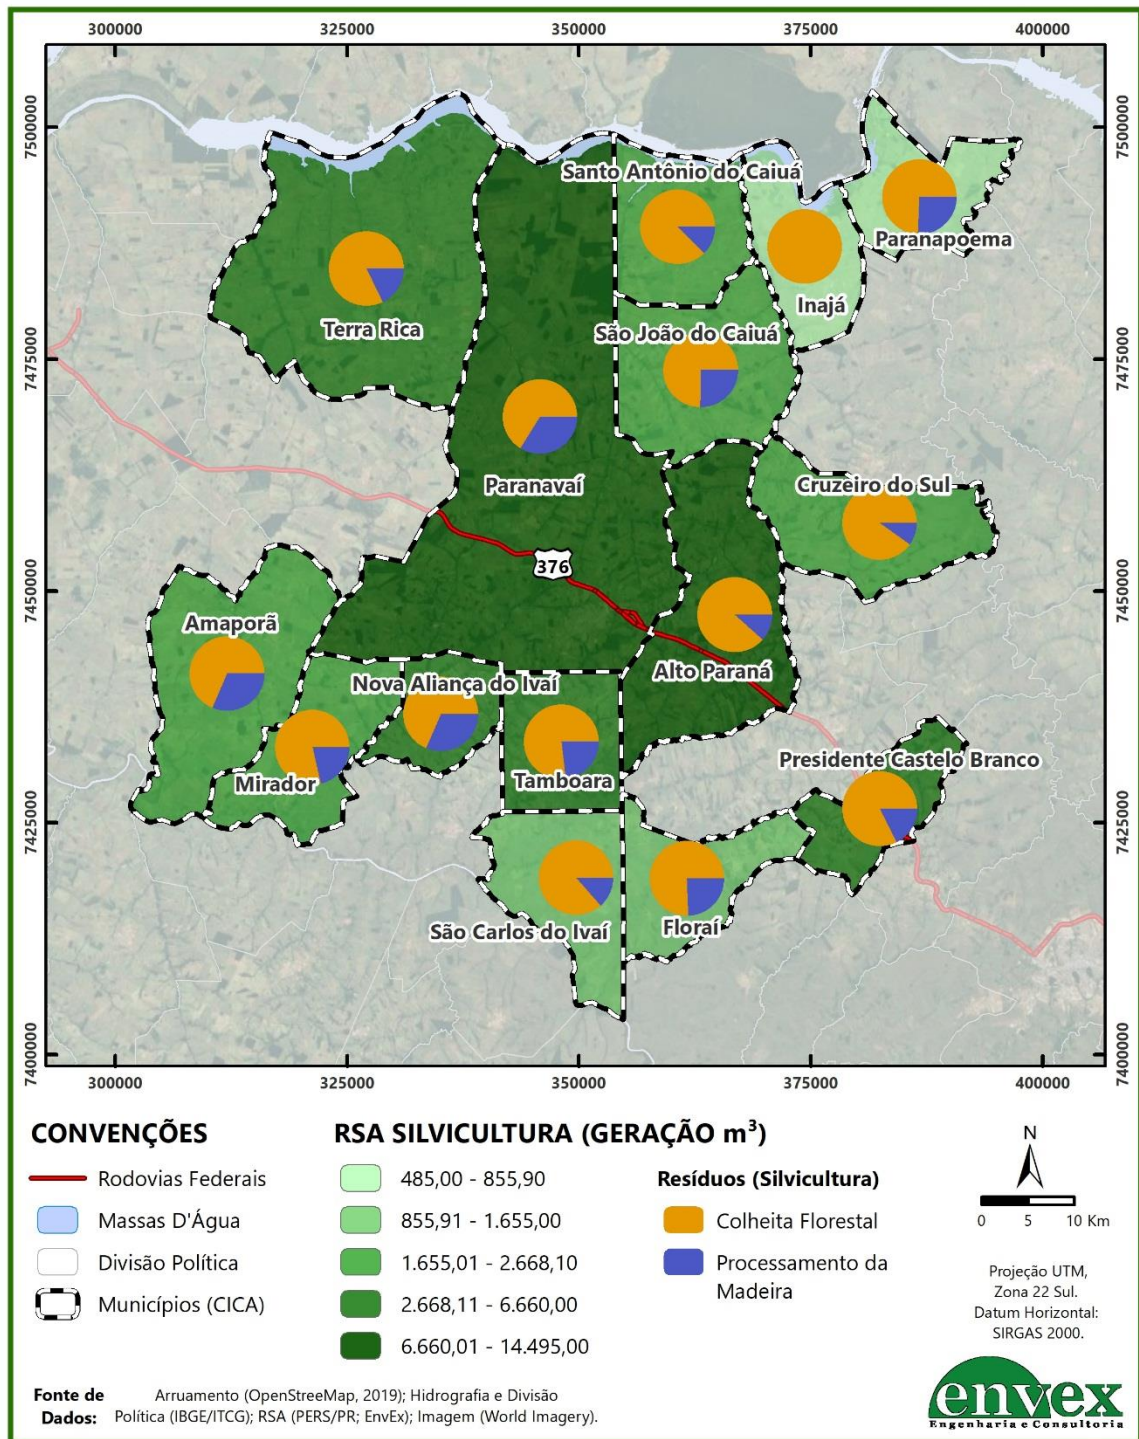 300000 325000 350000 375000 400000
7500000 7500000
Santo Antônio do Caiuá
Paranapoema
Inajá
Terra Rica
São João do Caiuá
7475000 7475000
Paranavaí
Cruzeiro do Sul
376
7450000 7450000
Amaporã
Alto Paraná
Nova Aliança do Ivaí
Presidente Castelo Branco
Mirador
Tamboara
7425000 7425000
São Carlos do Ivaí
Floraí
7400000 7400000
300000 325000 350000 375000 400000
CONVENÇÕES
Rodovias Federais
Massas D'Água
Divisão Política
Municípios (CICA)
RSA SILVICULTURA (GERAÇÃO m³)
485,00 - 855,90
855,91 - 1.655,00
1.655,01 - 2.668,10
2.668,11 - 6.660,00
6.660,01 - 14.495,00
Resíduos (Silvicultura)
Colheita Florestal
Processamento da
Madeira
N
0 5 10 Km
Projeção UTM,
Zona 22 Sul.
Datum Horizontal:
SIRGAS 2000.
Fonte de Dados: Arruamento (OpenStreeMap, 2019); Hidrografia e Divisão
Política (IBGE/ITCG); RSA (PERS/PR; EnvEx); Imagem (World Imagery).
envex
Engenharia e Consultoria